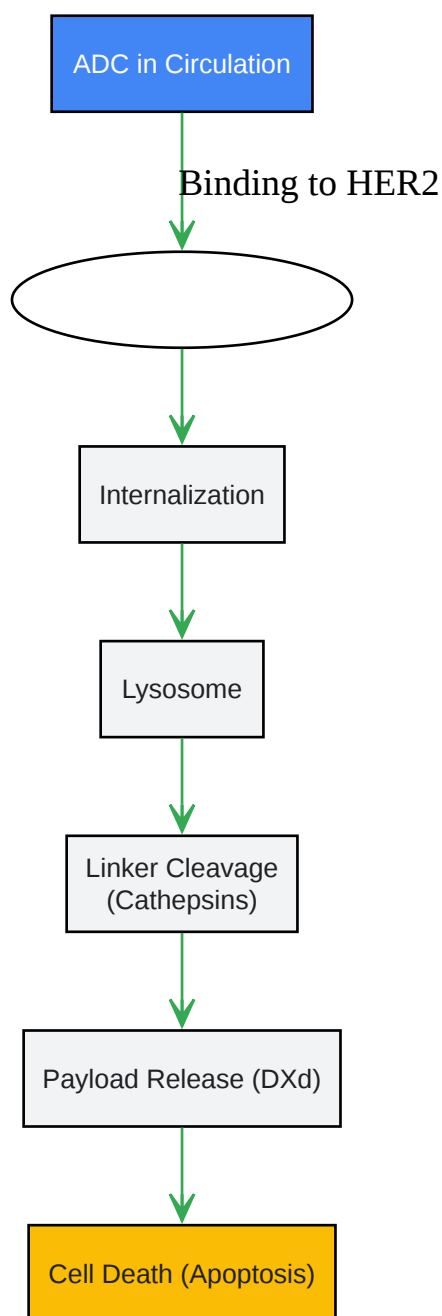 ADC in Circulation
Binding to HER2
Internalization
Lysosome
Linker Cleavage
(Cathepsins)
Payload Release (DXd)
Cell Death (Apoptosis)